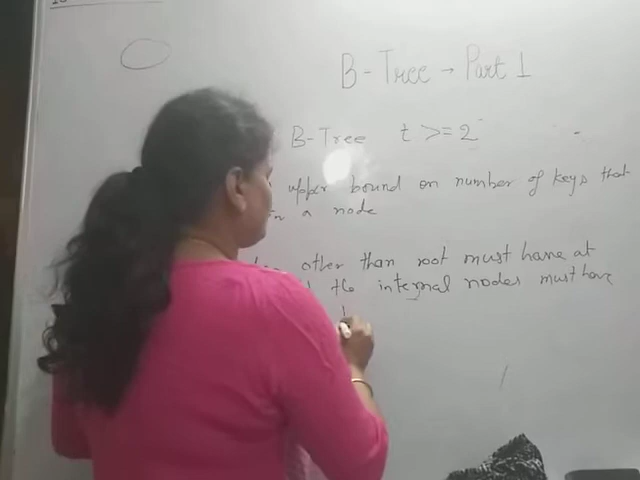 B-Tree → Part 1
B-Tree t >= 2
upper bound on number of keys that
in a node
other than root must have at
the internal nodes must have